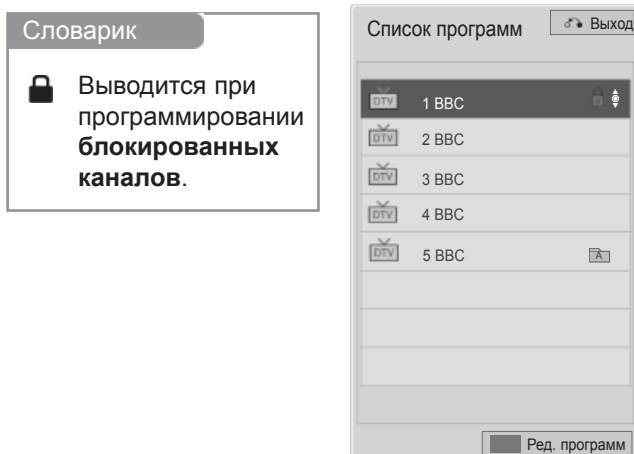 Словарик
Выводится при
программировании
блокированных
каналов.
Список программ
Выход
DTV 1 BBC
DTV 2 BBC
DTV 3 BBC
DTV 4 BBC
DTV 5 BBC A
Ред. программ